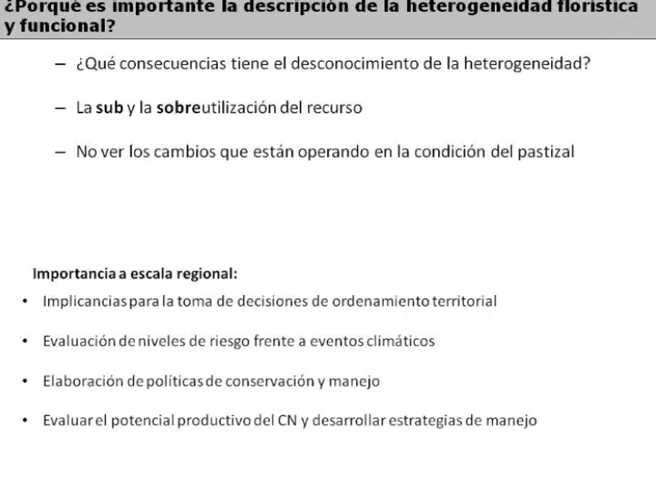 ¿Porqué es importante la descripción de la heterogeneidad florística
y funcional?
– ¿Qué consecuencias tiene el desconocimiento de la heterogeneidad?
– La sub y la sobreutilización del recurso
– No ver los cambios que están operando en la condición del pastizal
Importancia a escala regional:
• Implicancias para la toma de decisiones de ordenamiento territorial
• Evaluación de niveles de riesgo frente a eventos climáticos
• Elaboración de políticas de conservación y manejo
• Evaluar el potencial productivo del CN y desarrollar estrategias de manejo